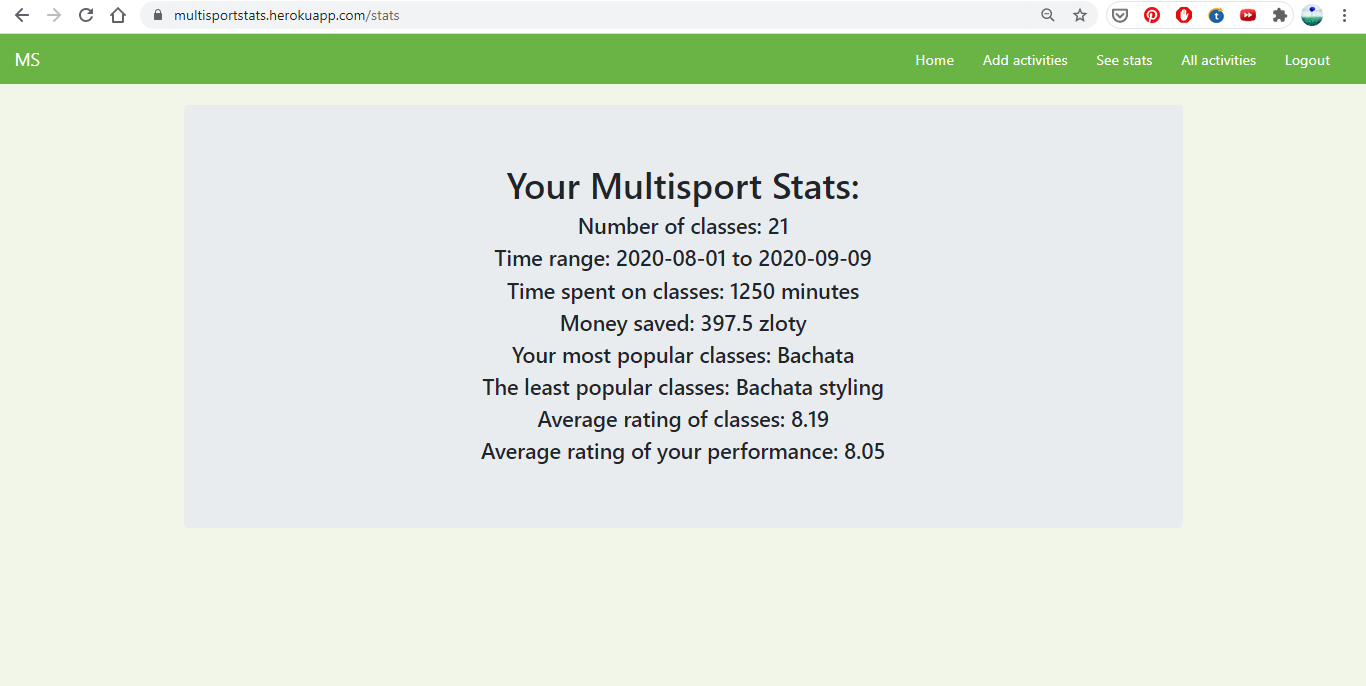 multisportstats.herokuapp.com/stats
MS Home Add activities See stats All activities Logout
Your Multisport Stats:
Number of classes: 21
Time range: 2020-08-01 to 2020-09-09
Time spent on classes: 1250 minutes
Money saved: 397.5 zloty
Your most popular classes: Bachata
The least popular classes: Bachata styling
Average rating of classes: 8.19
Average rating of your performance: 8.05